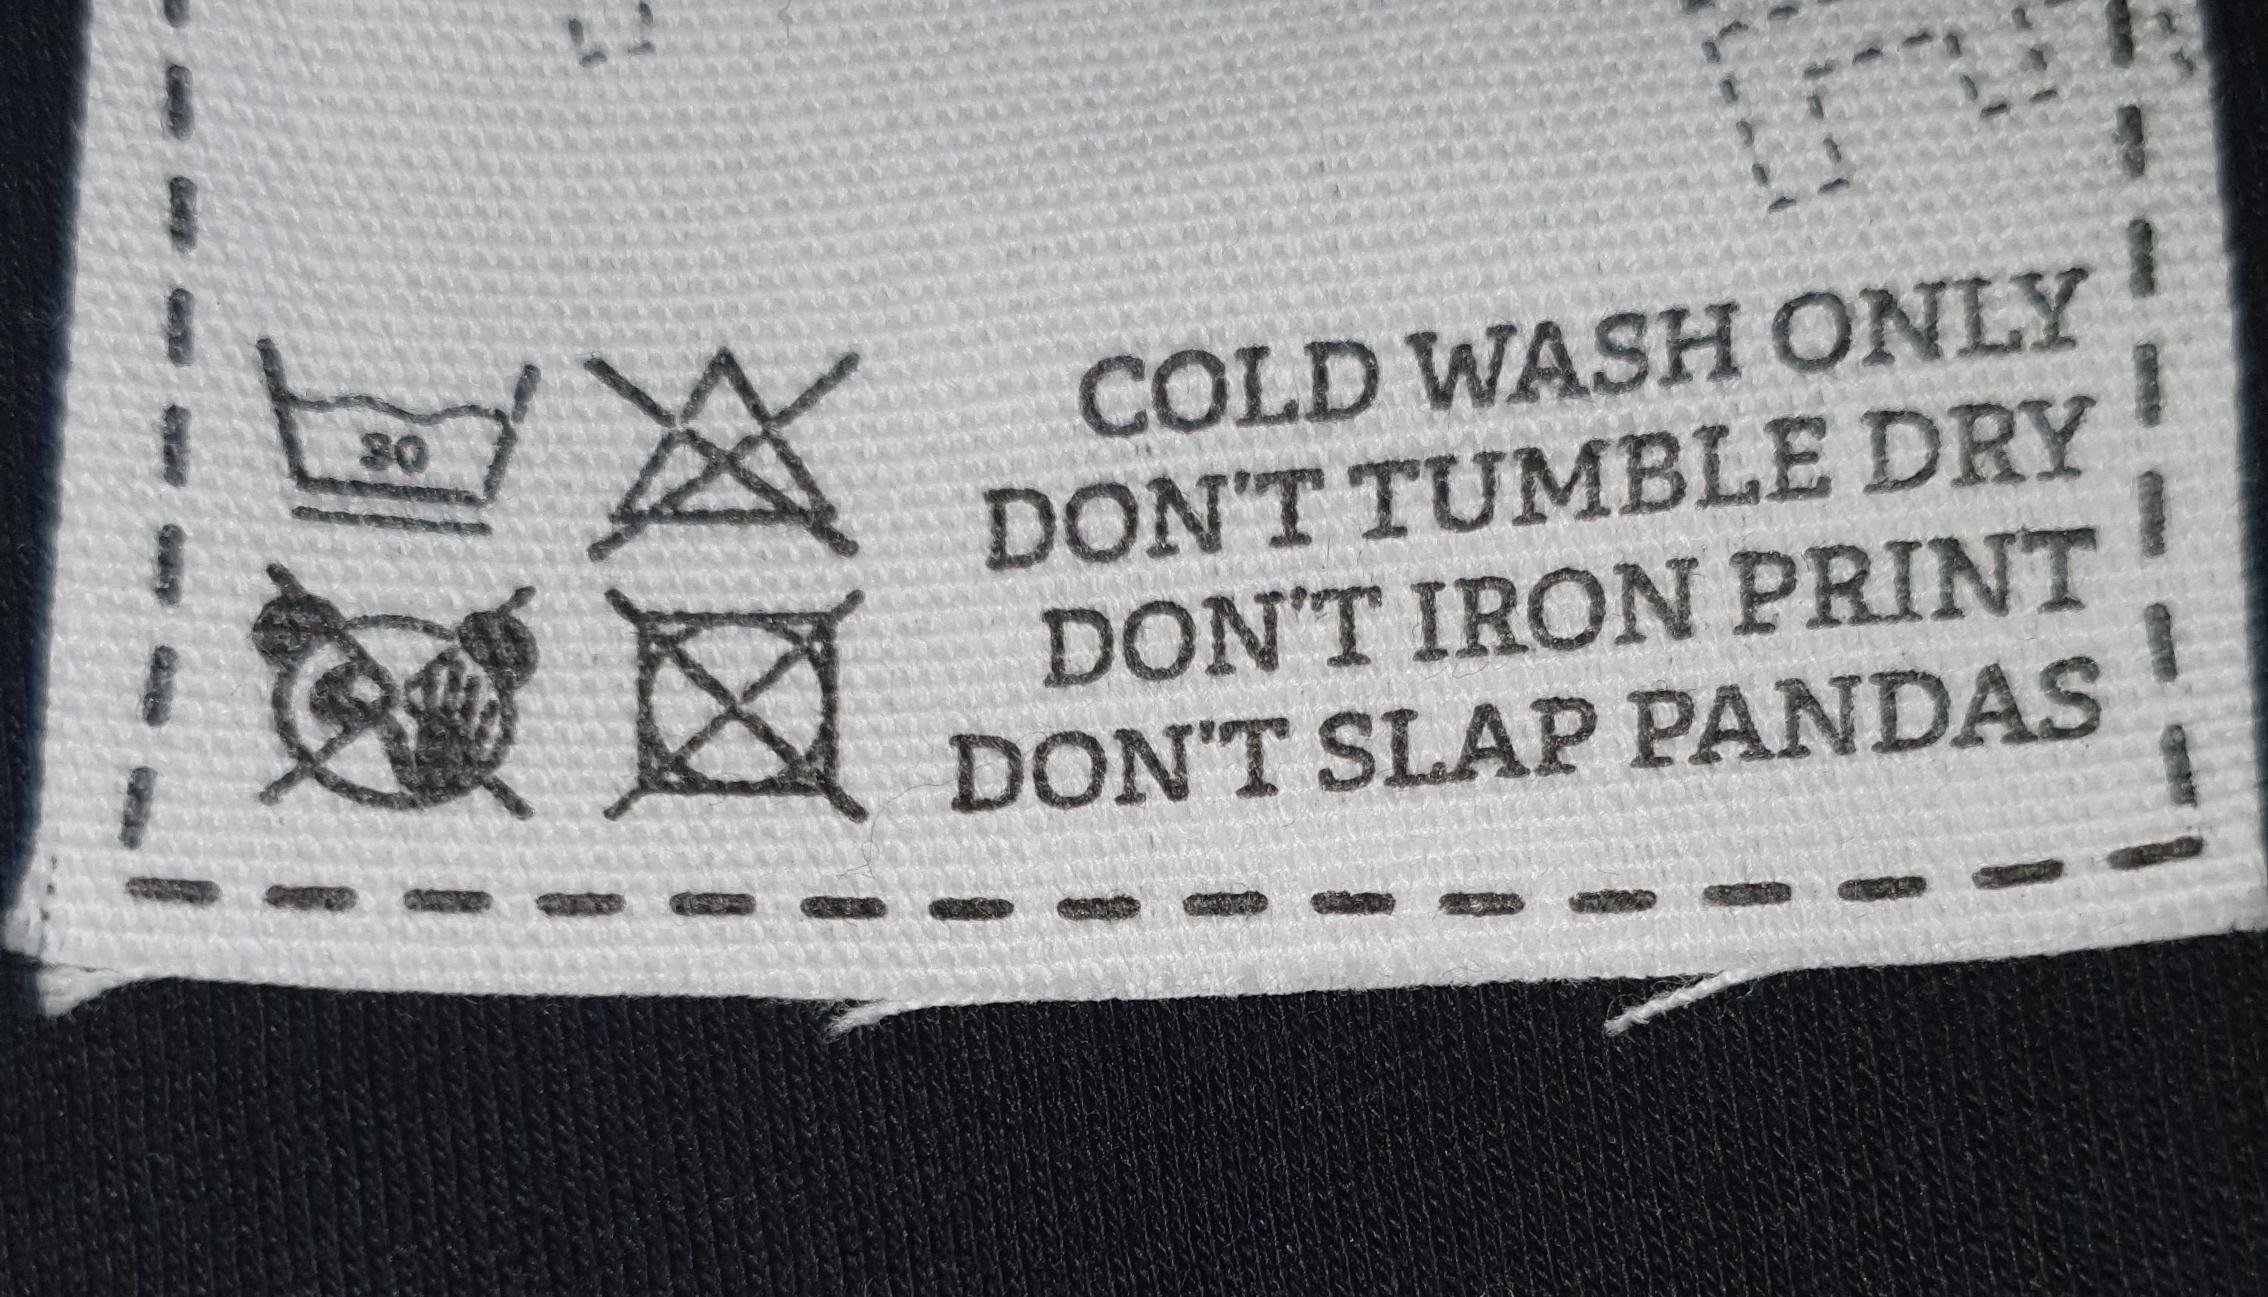 30
COLD WASH ONLY
DON'T TUMBLE DRY
DON'T IRON PRINT
DON'T SLAP PANDAS